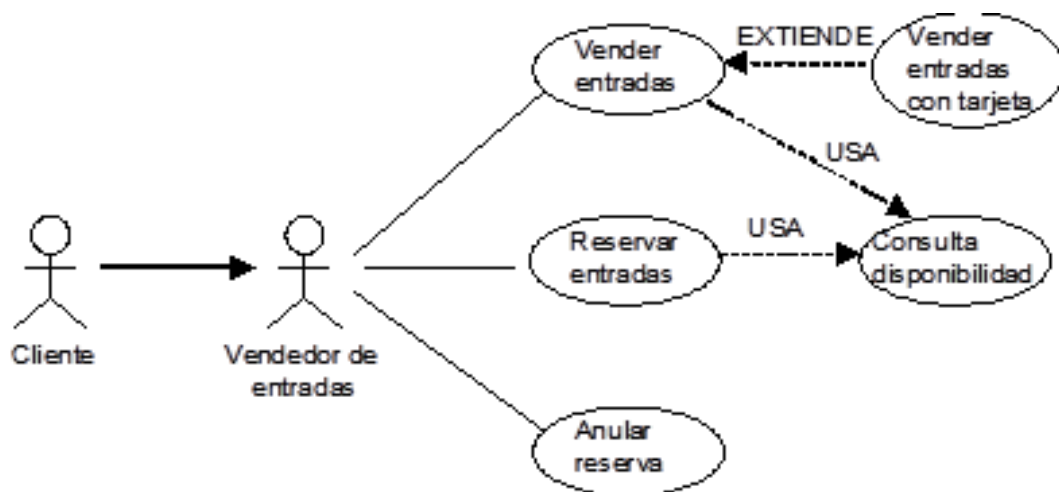 Vender
entradas
EXTIENDE
Vender
entradas
con tarjeta
USA
Reservar
entradas
USA
Consulta
disponibilidad
Cliente
Vendedor de
entradas
Anular
reserva